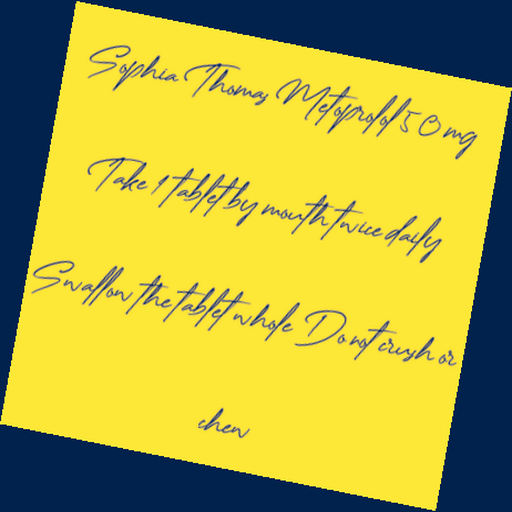 Sophia Thomas Metoprolol 50 mg
Take 1 tablet by mouth twice daily
Swallow the tablet whole Do not crush or
chew